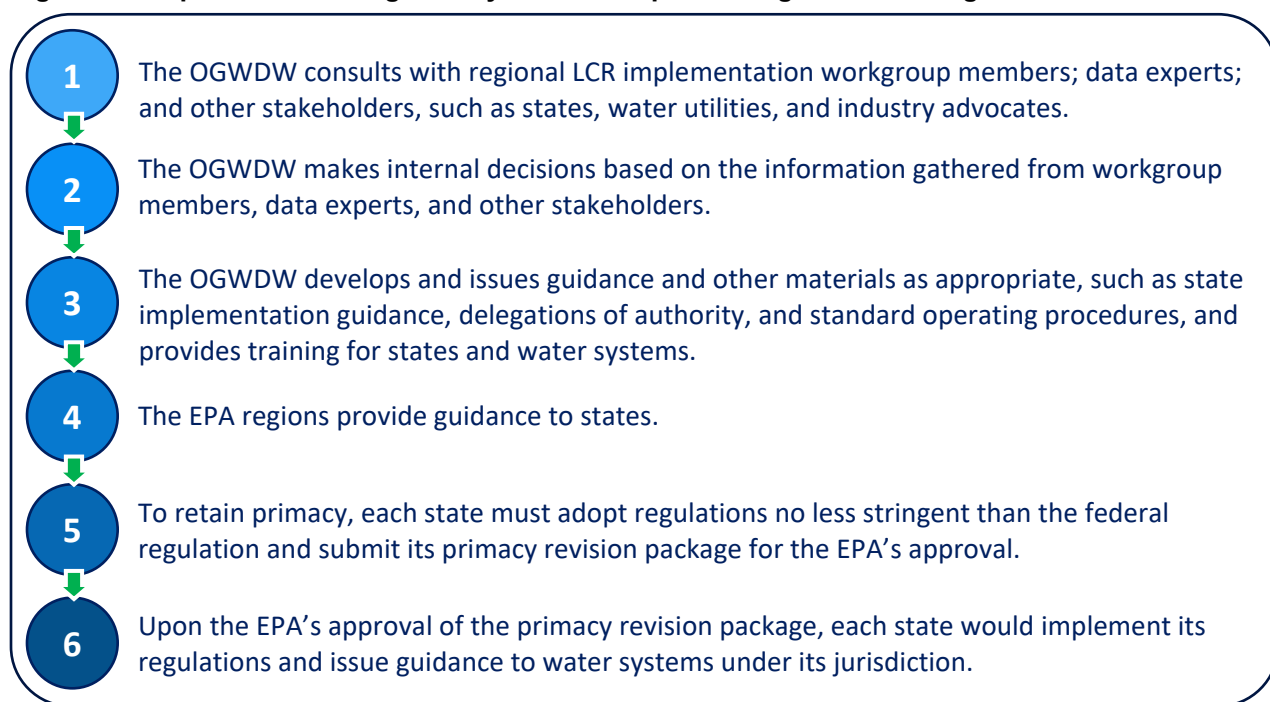 1
The OGWDW consults with regional LCR implementation workgroup members; data experts;
and other stakeholders, such as states, water utilities, and industry advocates.
2
The OGWDW makes internal decisions based on the information gathered from workgroup
members, data experts, and other stakeholders.
3
The OGWDW develops and issues guidance and other materials as appropriate, such as state
implementation guidance, delegations of authority, and standard operating procedures, and
provides training for states and water systems.
4
The EPA regions provide guidance to states.
5
To retain primacy, each state must adopt regulations no less stringent than the federal
regulation and submit its primacy revision package for the EPA’s approval.
6
Upon the EPA’s approval of the primacy revision package, each state would implement its
regulations and issue guidance to water systems under its jurisdiction.